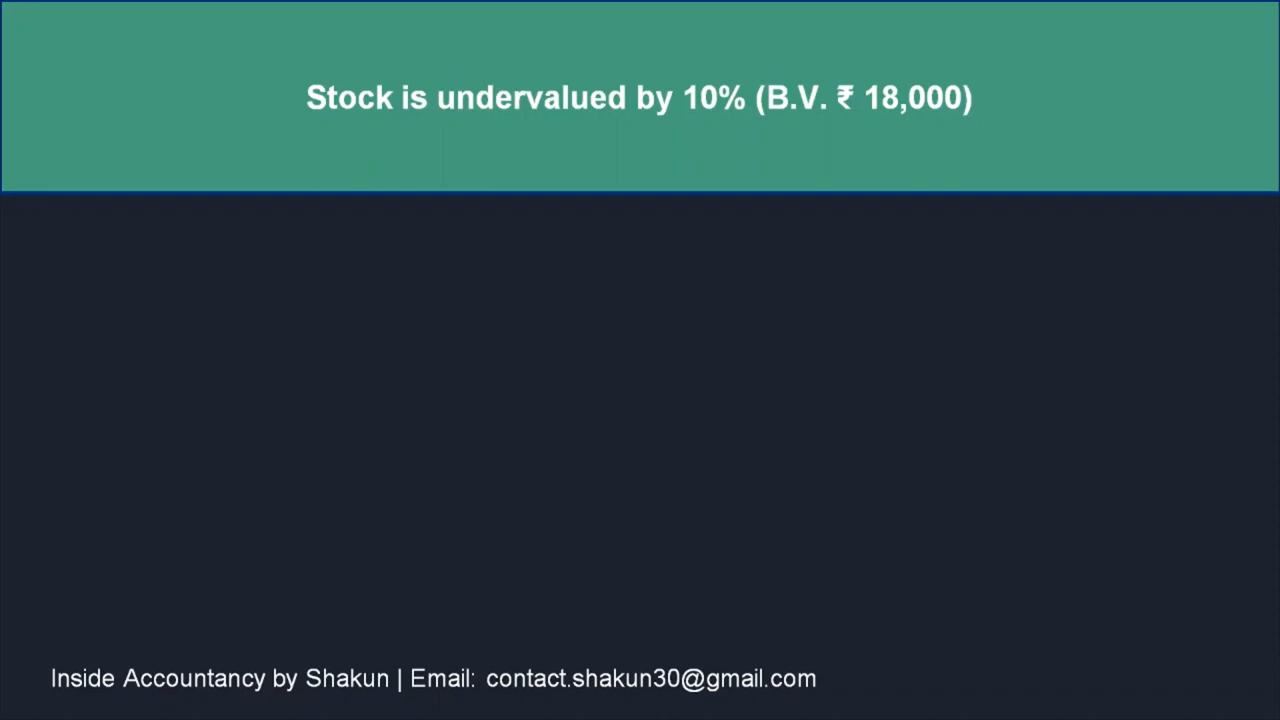 Stock is undervalued by 10% (B.V. ₹ 18,000)
Inside Accountancy by Shakun | Email: contact.shakun30@gmail.com